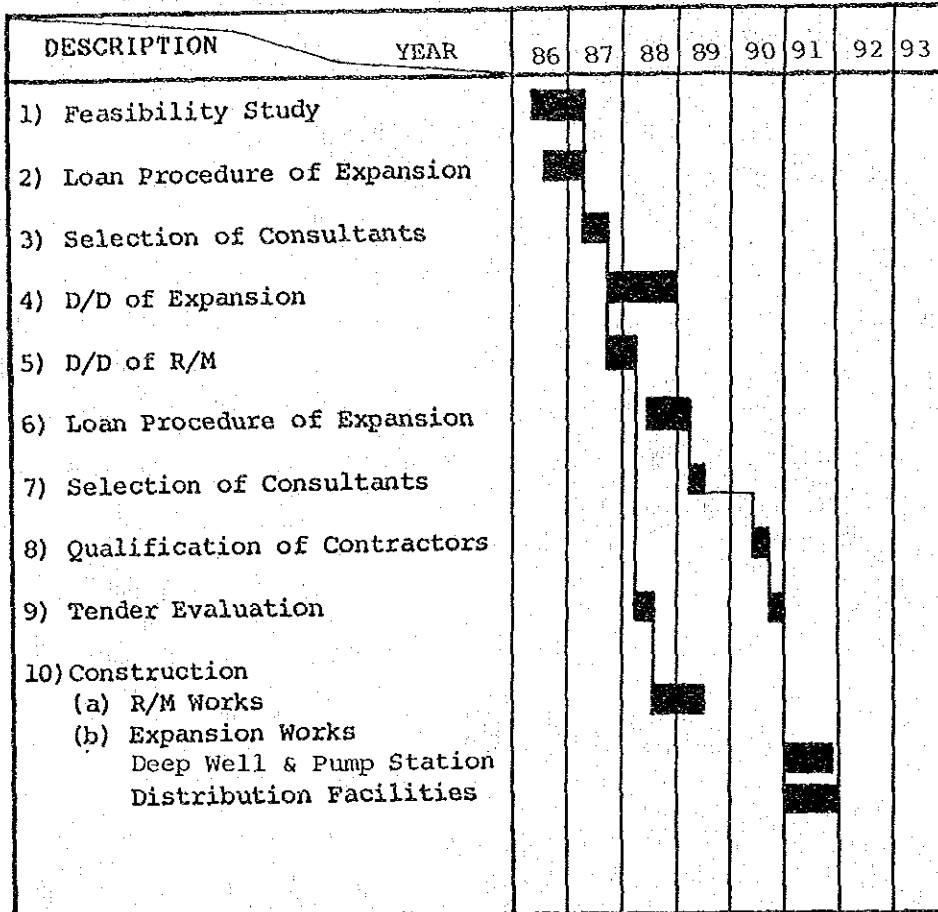 DESCRIPTION YEAR 86 87 88 89 90 91 92 93
1) Feasibility Study
2) Loan Procedure of Expansion
3) Selection of Consultants
4) D/D of Expansion
5) D/D of R/M
6) Loan Procedure of Expansion
7) Selection of Consultants
8) Qualification of Contractors
9) Tender Evaluation
10) Construction
(a) R/M Works
(b) Expansion Works
Deep Well & Pump Station
Distribution Facilities